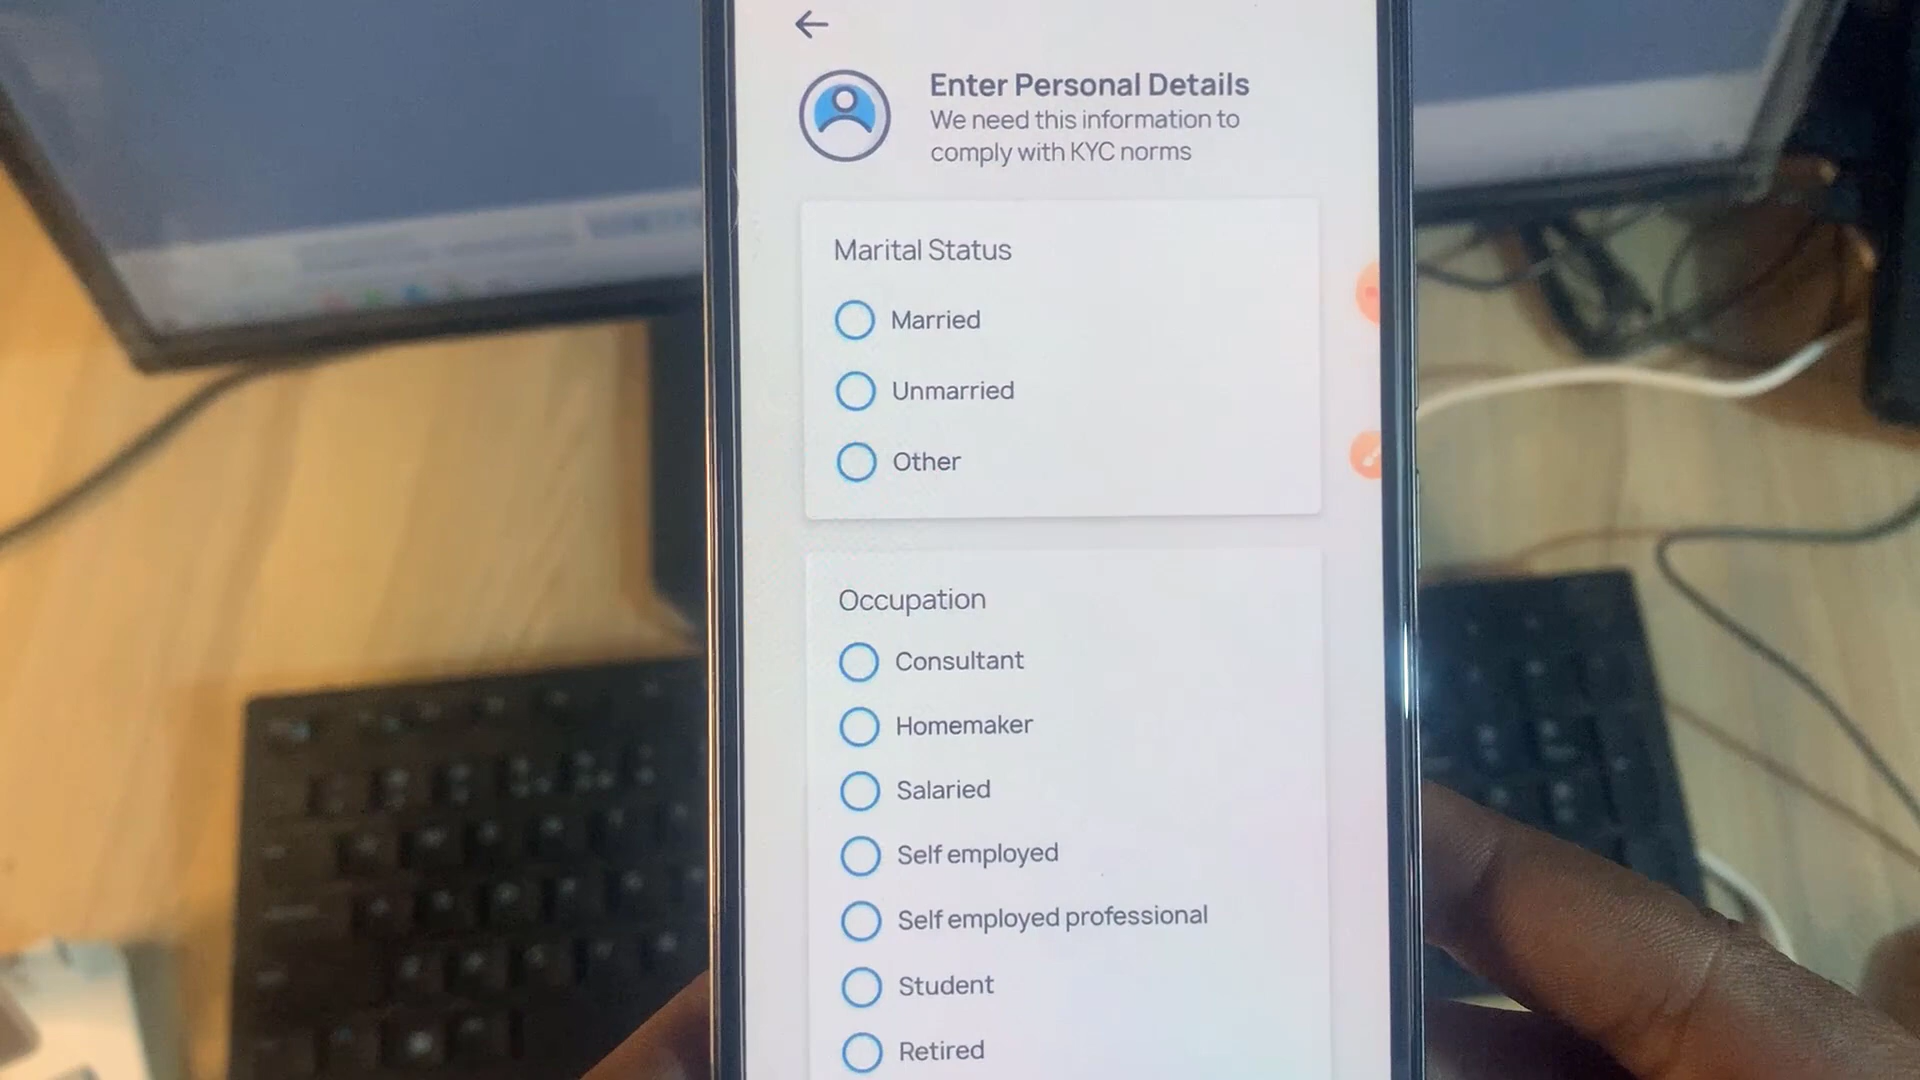 Enter Personal Details
We need this information to
comply with KYC norms
Marital Status
Married
Unmarried
Other
Occupation
Consultant
Homemaker
Salaried
Self employed
Self employed professional
Student
Retired